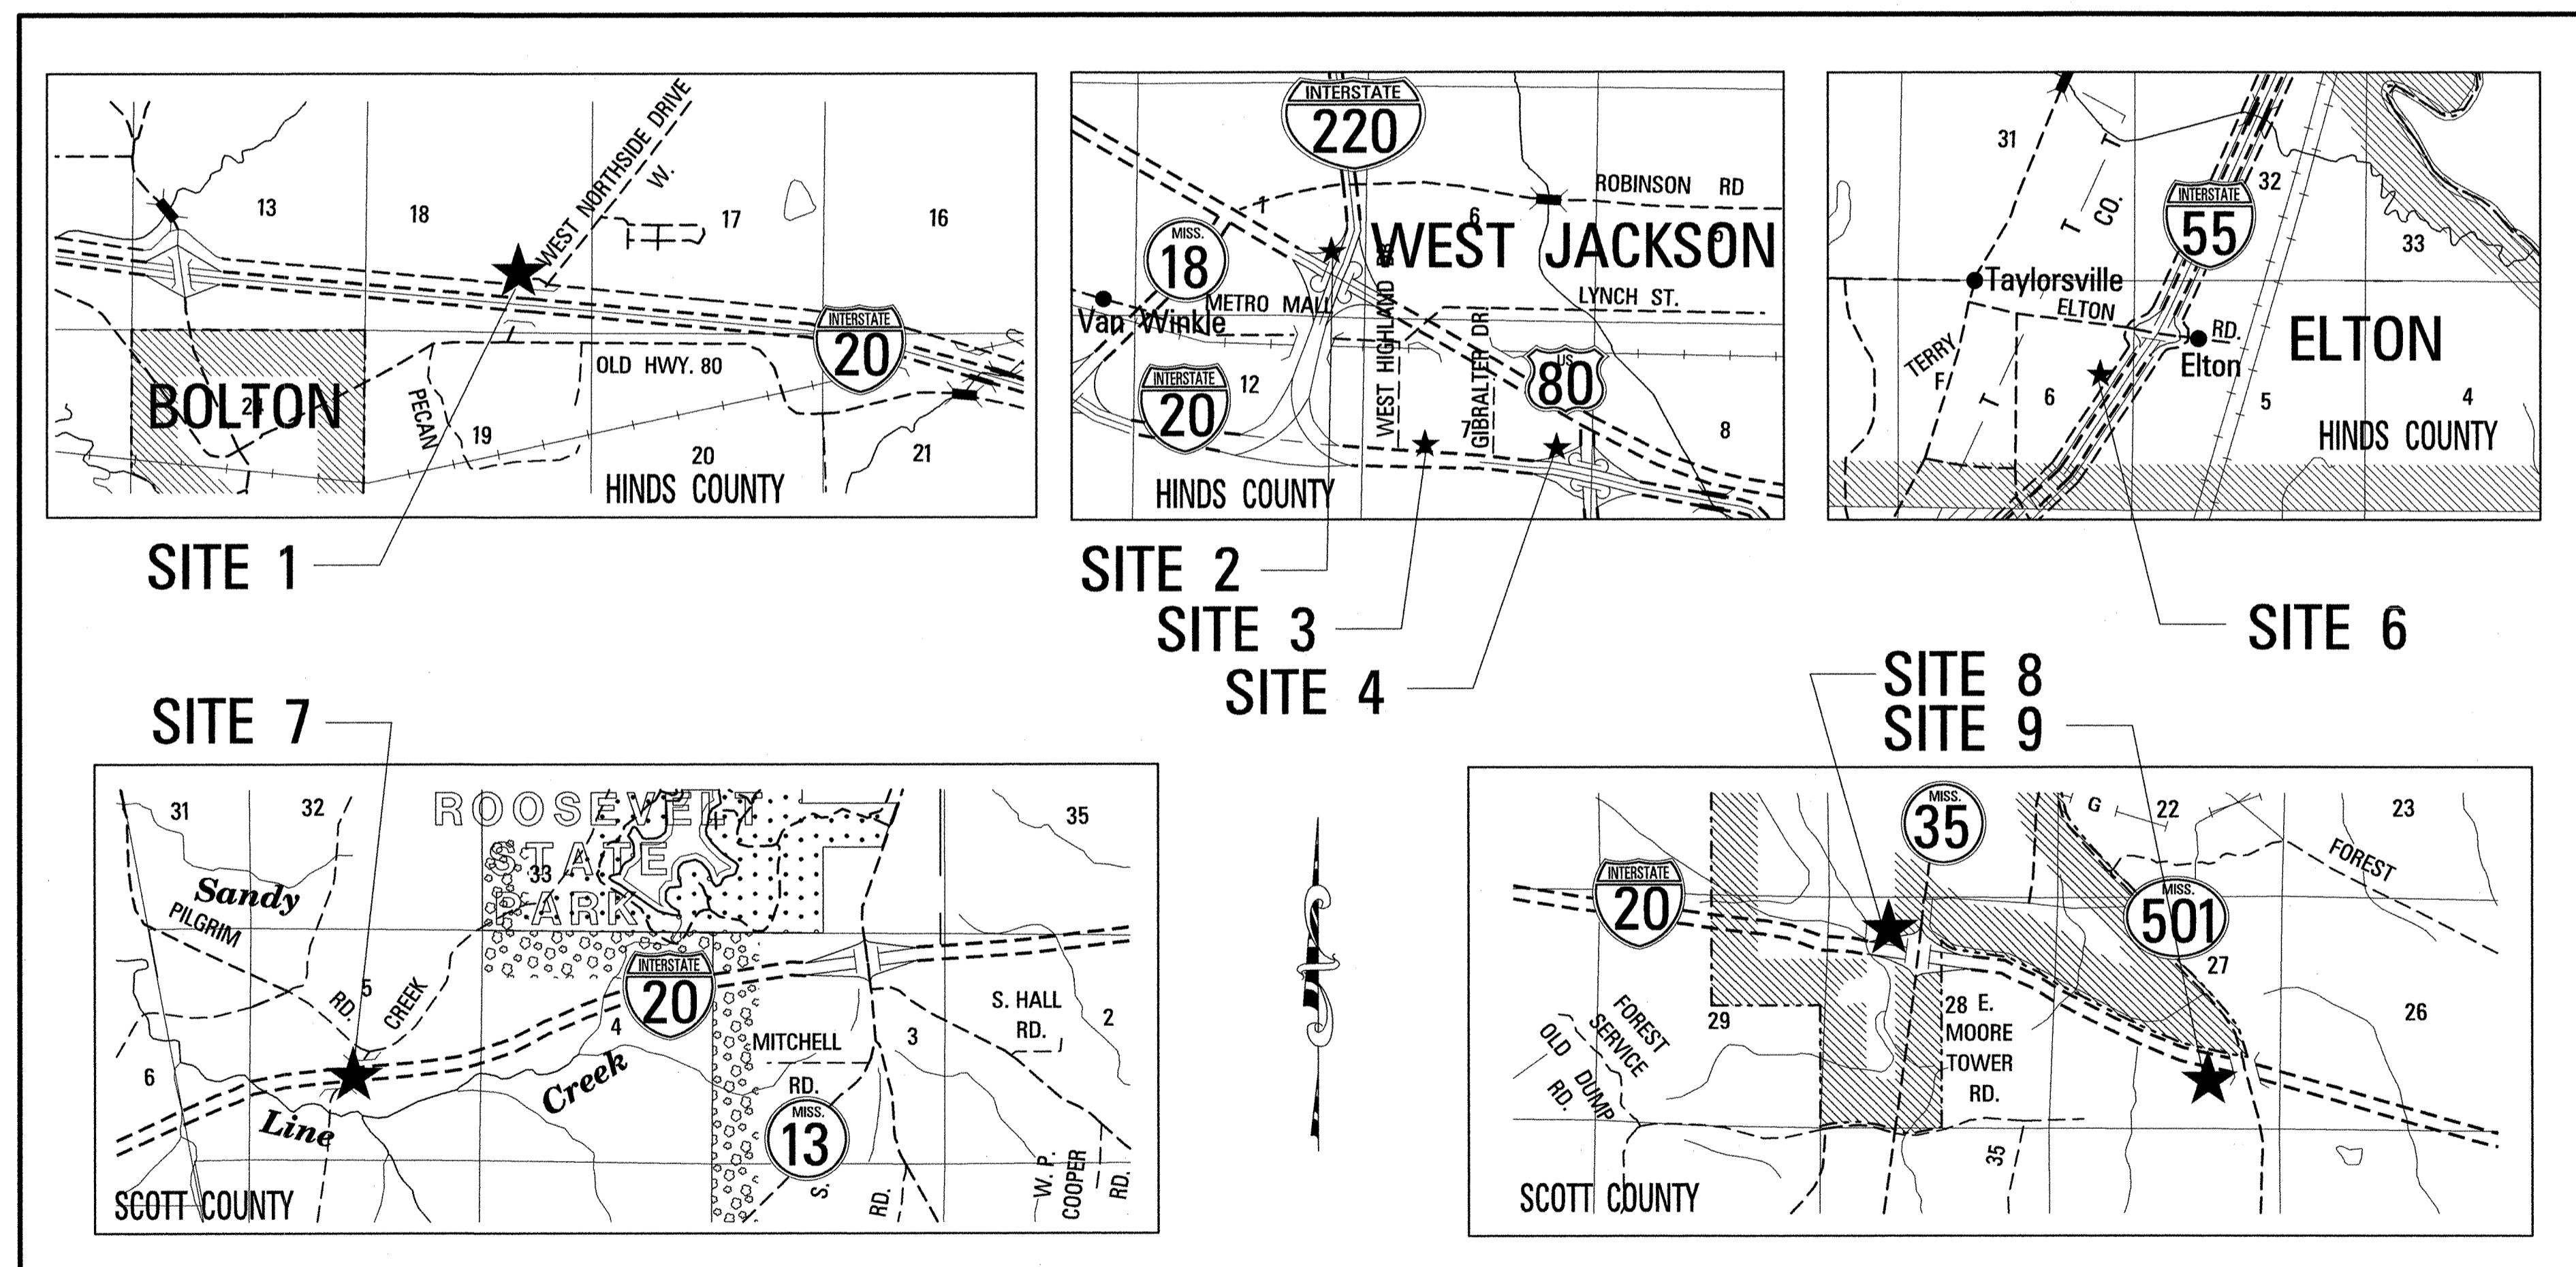 WEST NORTHSIDE DRIVE
W.
13
18
17
16
INTERSTATE
20
OLD HWY. 80
BOLTON
24
PECAN
19
20
21
HINDS COUNTY
SITE 1
INTERSTATE
220
ROBINSON RD
1
6
MISS.
18
WEST JACKSON
METRO MALL
LYNCH ST.
Van Winkle
WEST HIGHLAND
GIBRALTER DR.
US
80
INTERSTATE
20
12
7
8
HINDS COUNTY
SITE 2
SITE 3
SITE 4
31
T
T
CO.
32
INTERSTATE
55
33
Taylorsville
ELTON
RD.
ELTON
Elton
TERRY
F
T
6
5
4
HINDS COUNTY
SITE 6
SITE 7
31
32
ROOSEVELT
STATE
33
PARK
35
Sandy
PILGRIM
5
RD.
CREEK
INTERSTATE
20
4
S. HALL
RD.
2
MITCHELL
3
RD.
6
Creek
Line
MISS.
13
S.
RD.
W. P.
COOPER
RD.
SCOTT COUNTY
SITE 8
SITE 9
MISS.
35
G
22
23
FOREST
INTERSTATE
20
MISS.
501
27
29
28 E.
MOORE
TOWER
RD.
26
FOREST
SERVICE
OLD
DUMP
RD.
35
SCOTT COUNTY